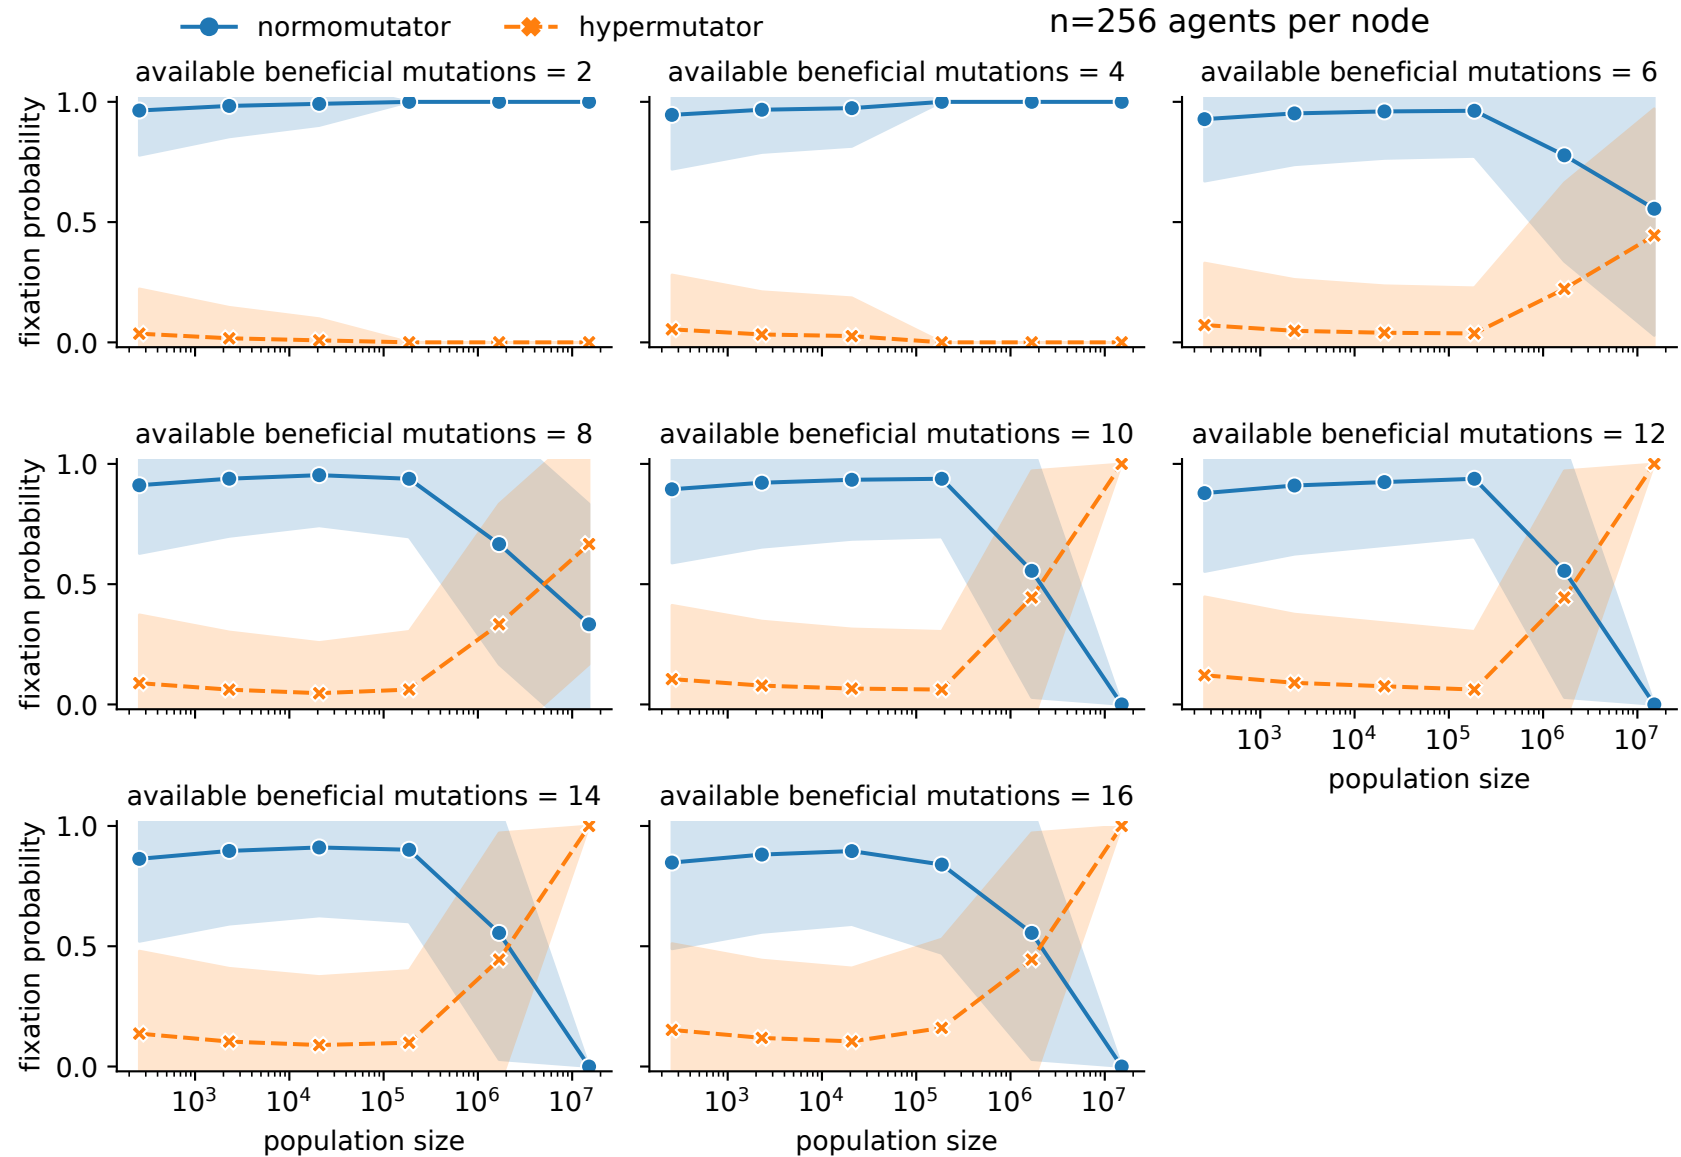 normomutator
hypermutator
n=256 agents per node
available beneficial mutations = 2
available beneficial mutations = 4
available beneficial mutations = 6
fixation probability
1.0
0.5
0.0
available beneficial mutations = 8
available beneficial mutations = 10
available beneficial mutations = 12
fixation probability
1.0
0.5
0.0
10³ 10⁴ 10⁵ 10⁶ 10⁷
population size
available beneficial mutations = 14
available beneficial mutations = 16
fixation probability
1.0
0.5
0.0
10³ 10⁴ 10⁵ 10⁶ 10⁷
10³ 10⁴ 10⁵ 10⁶ 10⁷
population size
population size